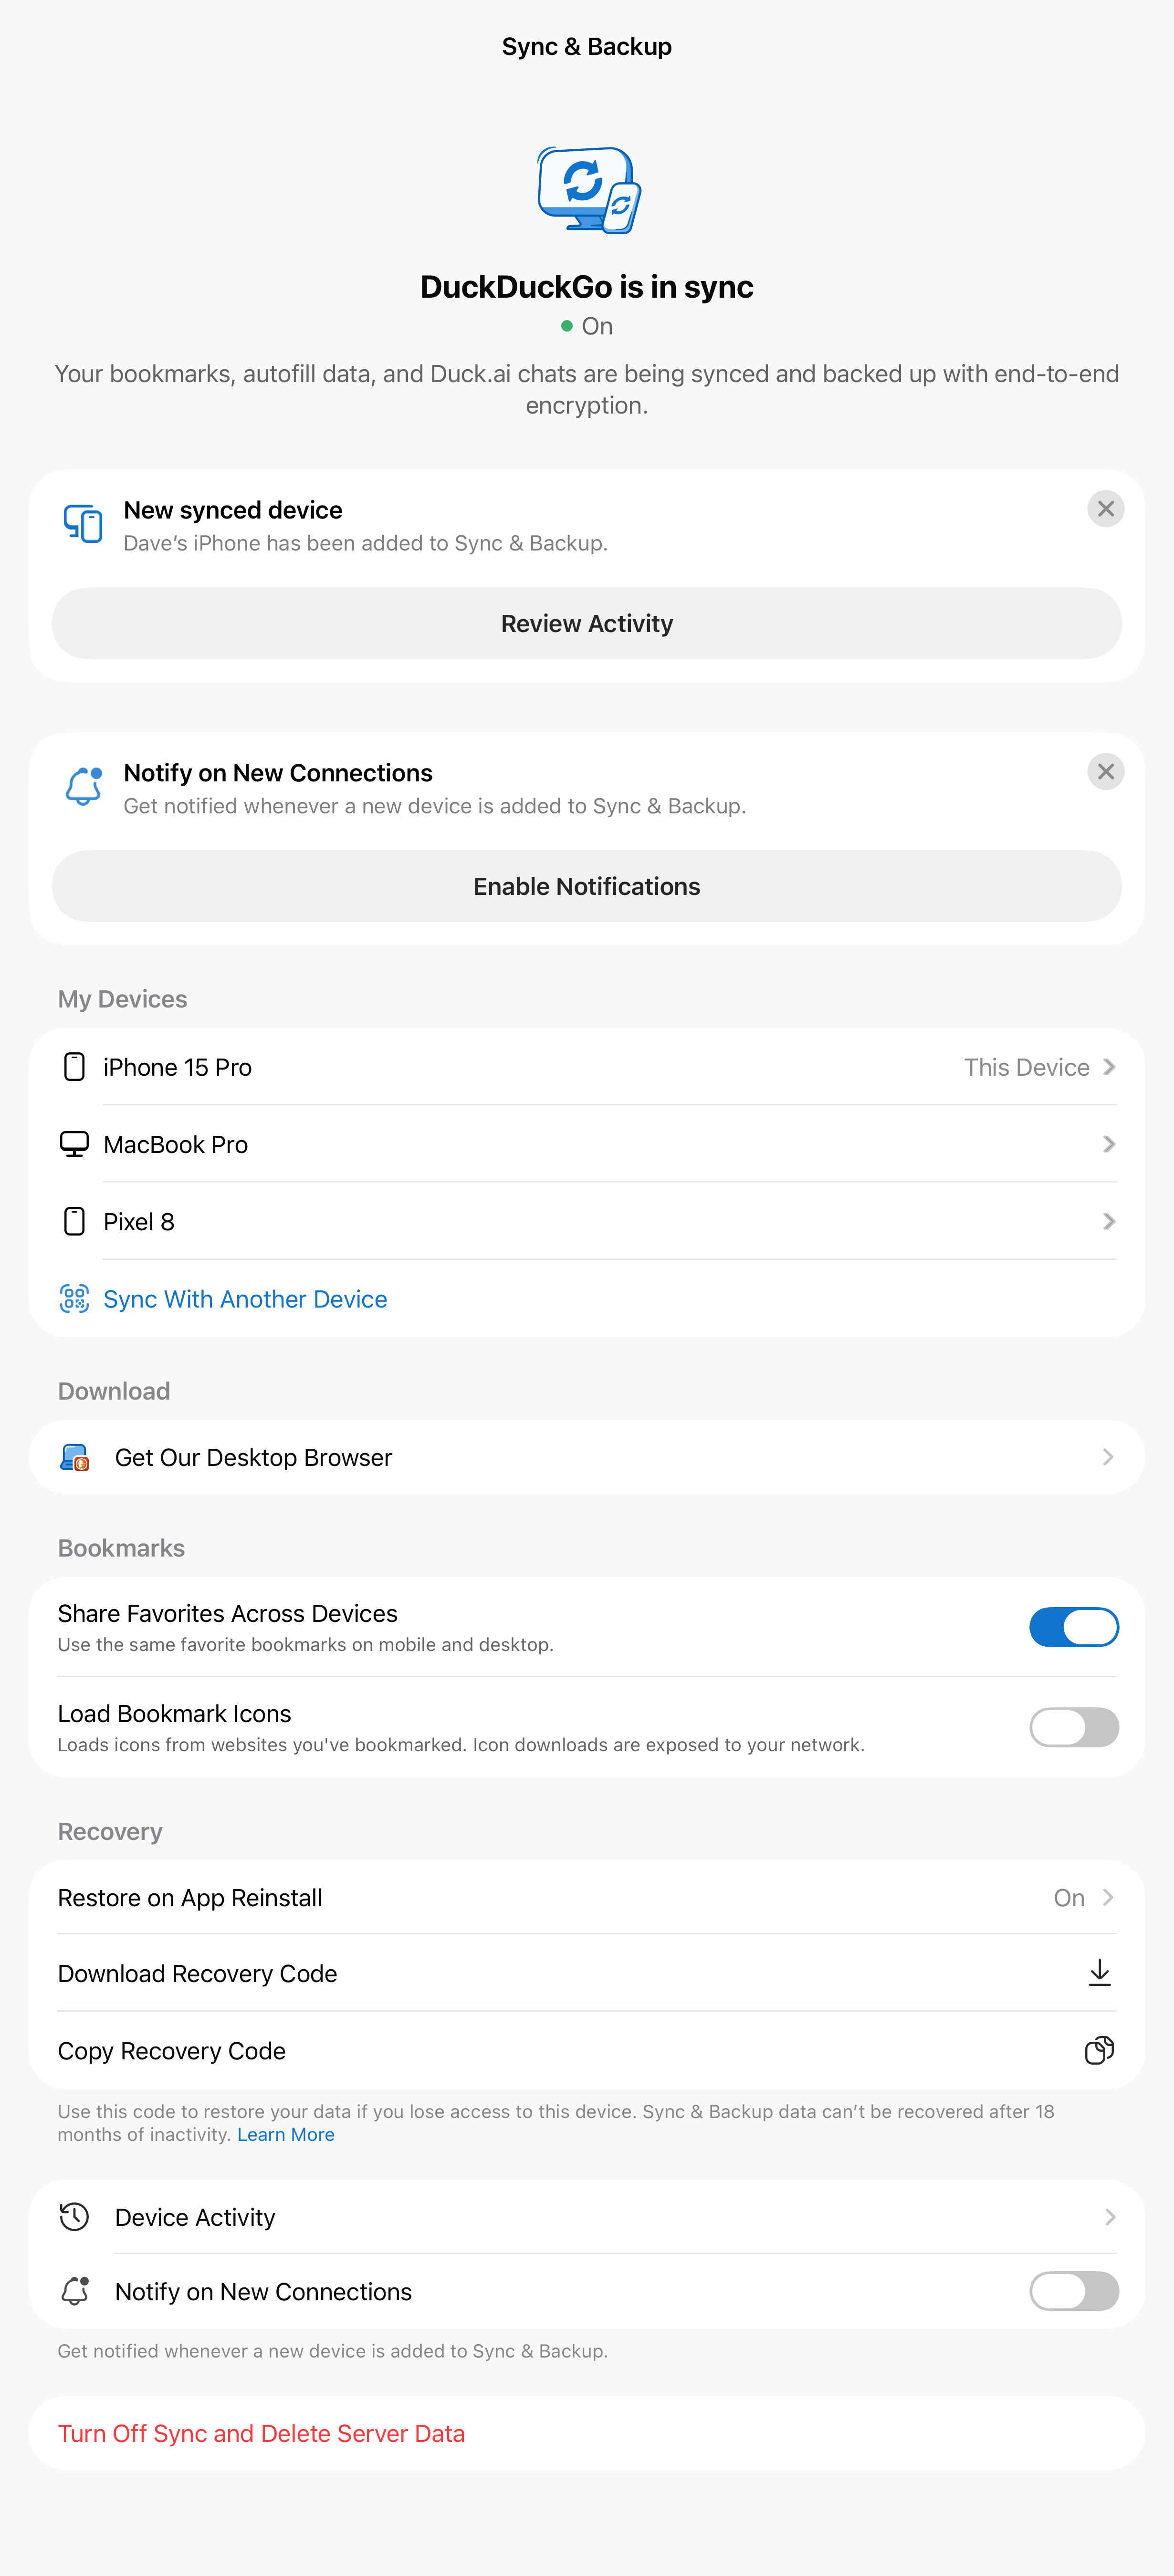 Sync & Backup
DuckDuckGo is in sync
On
Your bookmarks, autofill data, and Duck.ai chats are being synced and backed up with end-to-end
encryption.
New synced device
Dave’s iPhone has been added to Sync & Backup.
Review Activity
Notify on New Connections
Get notified whenever a new device is added to Sync & Backup.
Enable Notifications
My Devices
iPhone 15 Pro
This Device
MacBook Pro
Pixel 8
Sync With Another Device
Download
Get Our Desktop Browser
Bookmarks
Share Favorites Across Devices
Use the same favorite bookmarks on mobile and desktop.
Load Bookmark Icons
Loads icons from websites you've bookmarked. Icon downloads are exposed to your network.
Recovery
Restore on App Reinstall
On
Download Recovery Code
Copy Recovery Code
Use this code to restore your data if you lose access to this device. Sync & Backup data can’t be recovered after 18
months of inactivity. Learn More
Device Activity
Notify on New Connections
Get notified whenever a new device is added to Sync & Backup.
Turn Off Sync and Delete Server Data